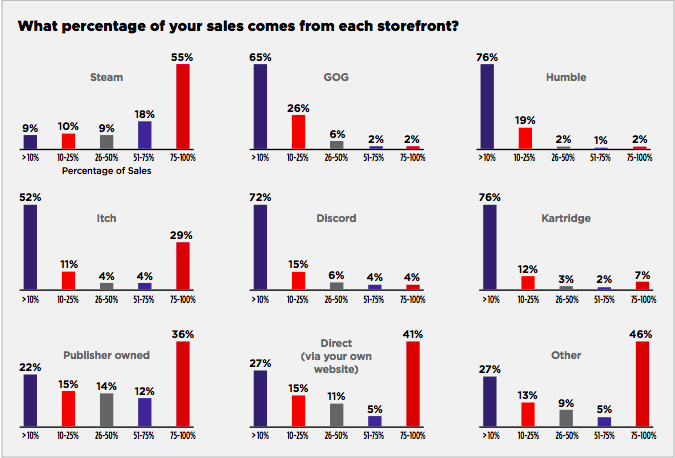 What percentage of your sales comes from each storefront?
Steam
9% 10% 9% 18% 55%
>10% 10-25% 26-50% 51-75% 75-100%
Percentage of Sales
GOG
65% 26% 6% 2% 2%
>10% 10-25% 26-50% 51-75% 75-100%
Humble
76% 19% 2% 1% 2%
>10% 10-25% 26-50% 51-75% 75-100%
Itch
52% 11% 4% 4% 29%
>10% 10-25% 26-50% 51-75% 75-100%
Discord
72% 15% 6% 4% 4%
>10% 10-25% 26-50% 51-75% 75-100%
Kartridge
76% 12% 3% 2% 7%
>10% 10-25% 26-50% 51-75% 75-100%
Publisher owned
22% 15% 14% 12% 36%
>10% 10-25% 26-50% 51-75% 75-100%
Direct
(via your own
website)
27% 15% 11% 5% 41%
>10% 10-25% 26-50% 51-75% 75-100%
Other
27% 13% 9% 5% 46%
>10% 10-25% 26-50% 51-75% 75-100%